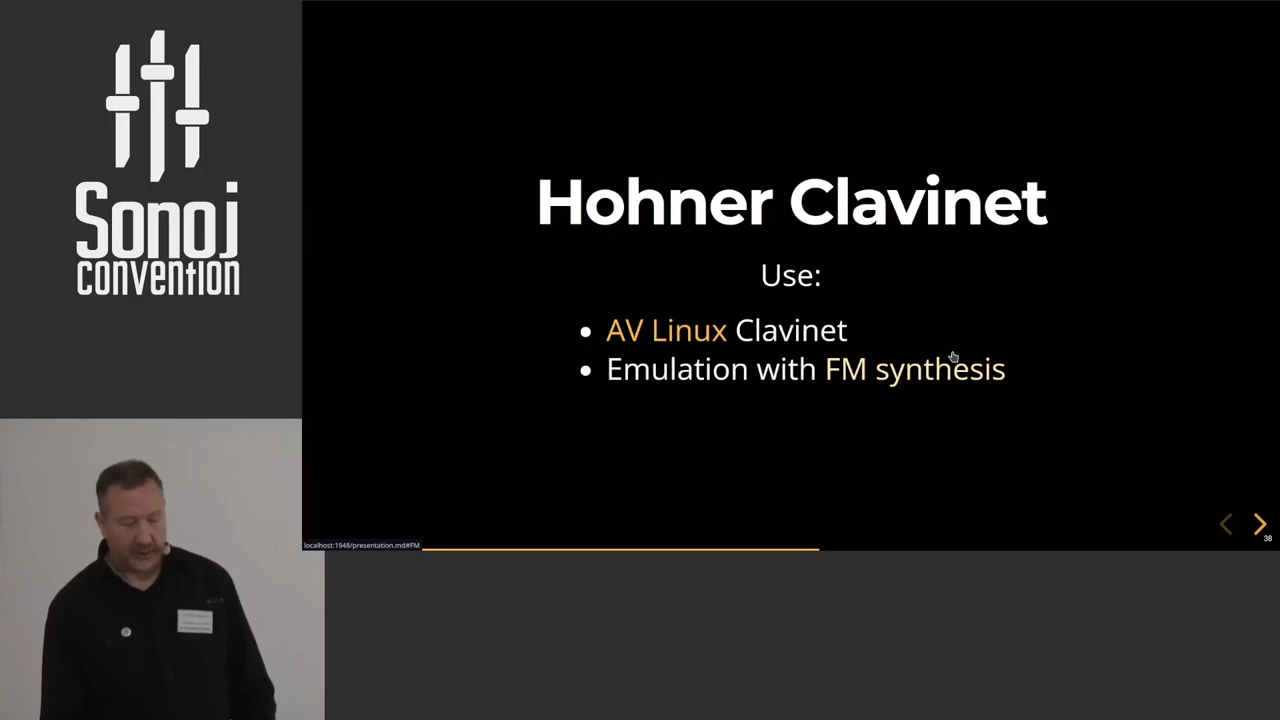 Sonoj
convention
Hohner Clavinet
Use:
AV Linux Clavinet
Emulation with FM synthesis
38
localhost:1948/presentation.md#FM